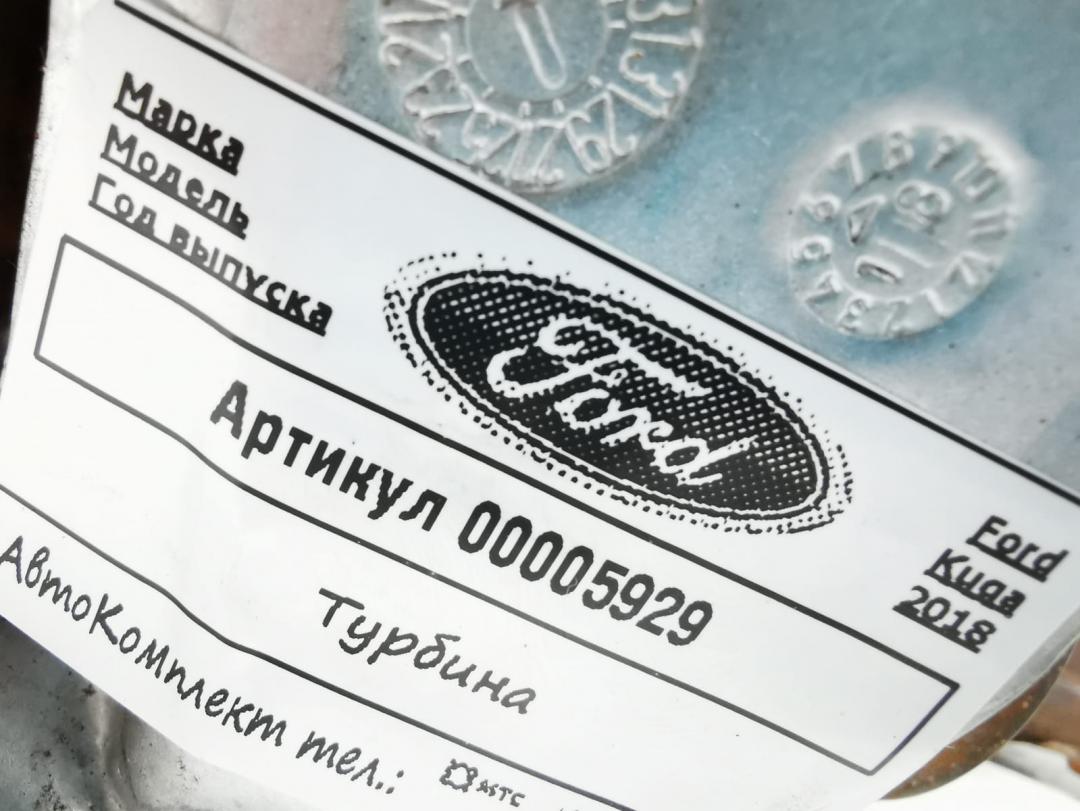 Марка
Модель
Год выпуска
Ford
Ford
Kuga
2018
Артикул 00005929
Турбина
АвтоКомплект тел.: